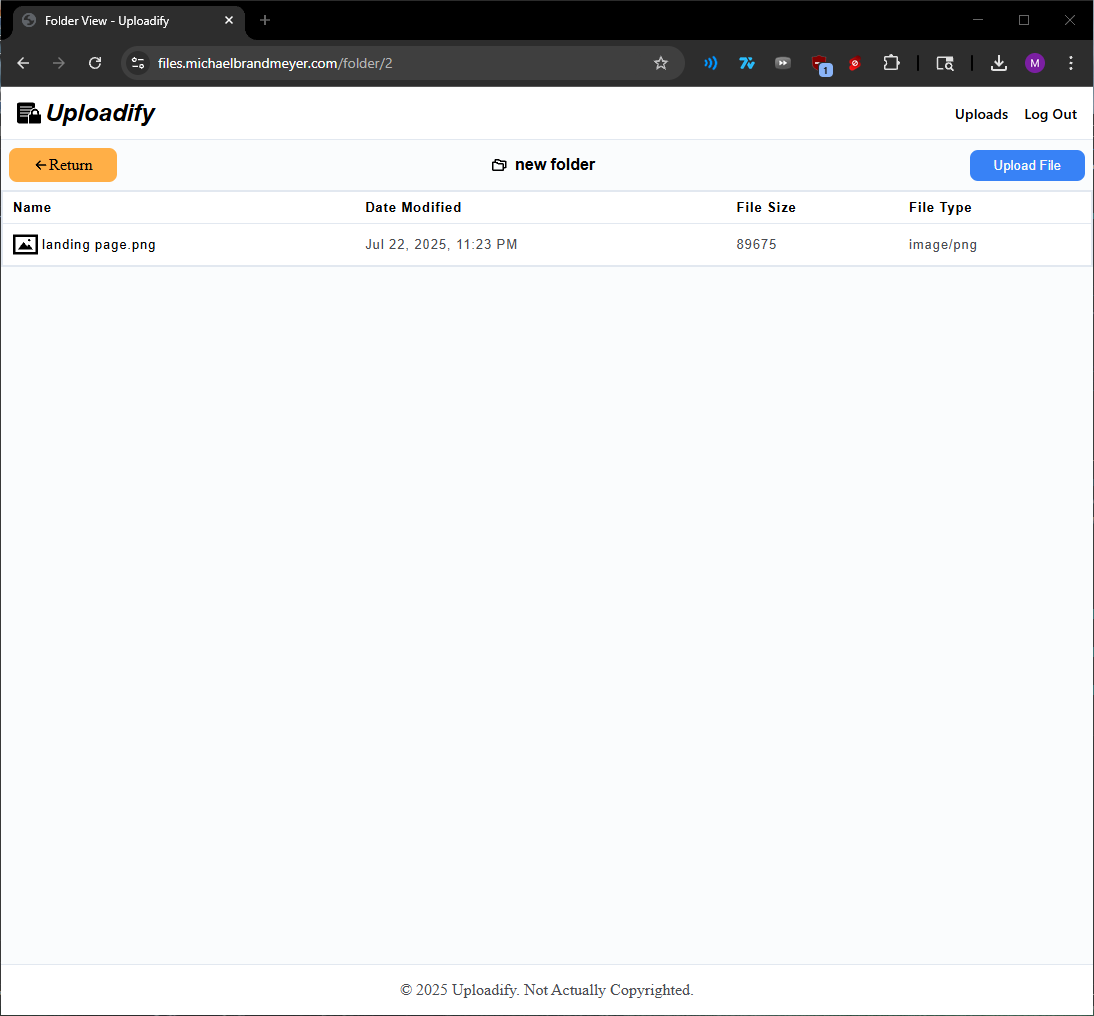 Folder View - Uploadify
files.michaelbrandmeyer.com/folder/2
1
M
Uploadify
Uploads
Log Out
←Return
new folder
Upload File
Name Date Modified File Size File Type
landing page.png Jul 22, 2025, 11:23 PM 89675 image/png
© 2025 Uploadify. Not Actually Copyrighted.